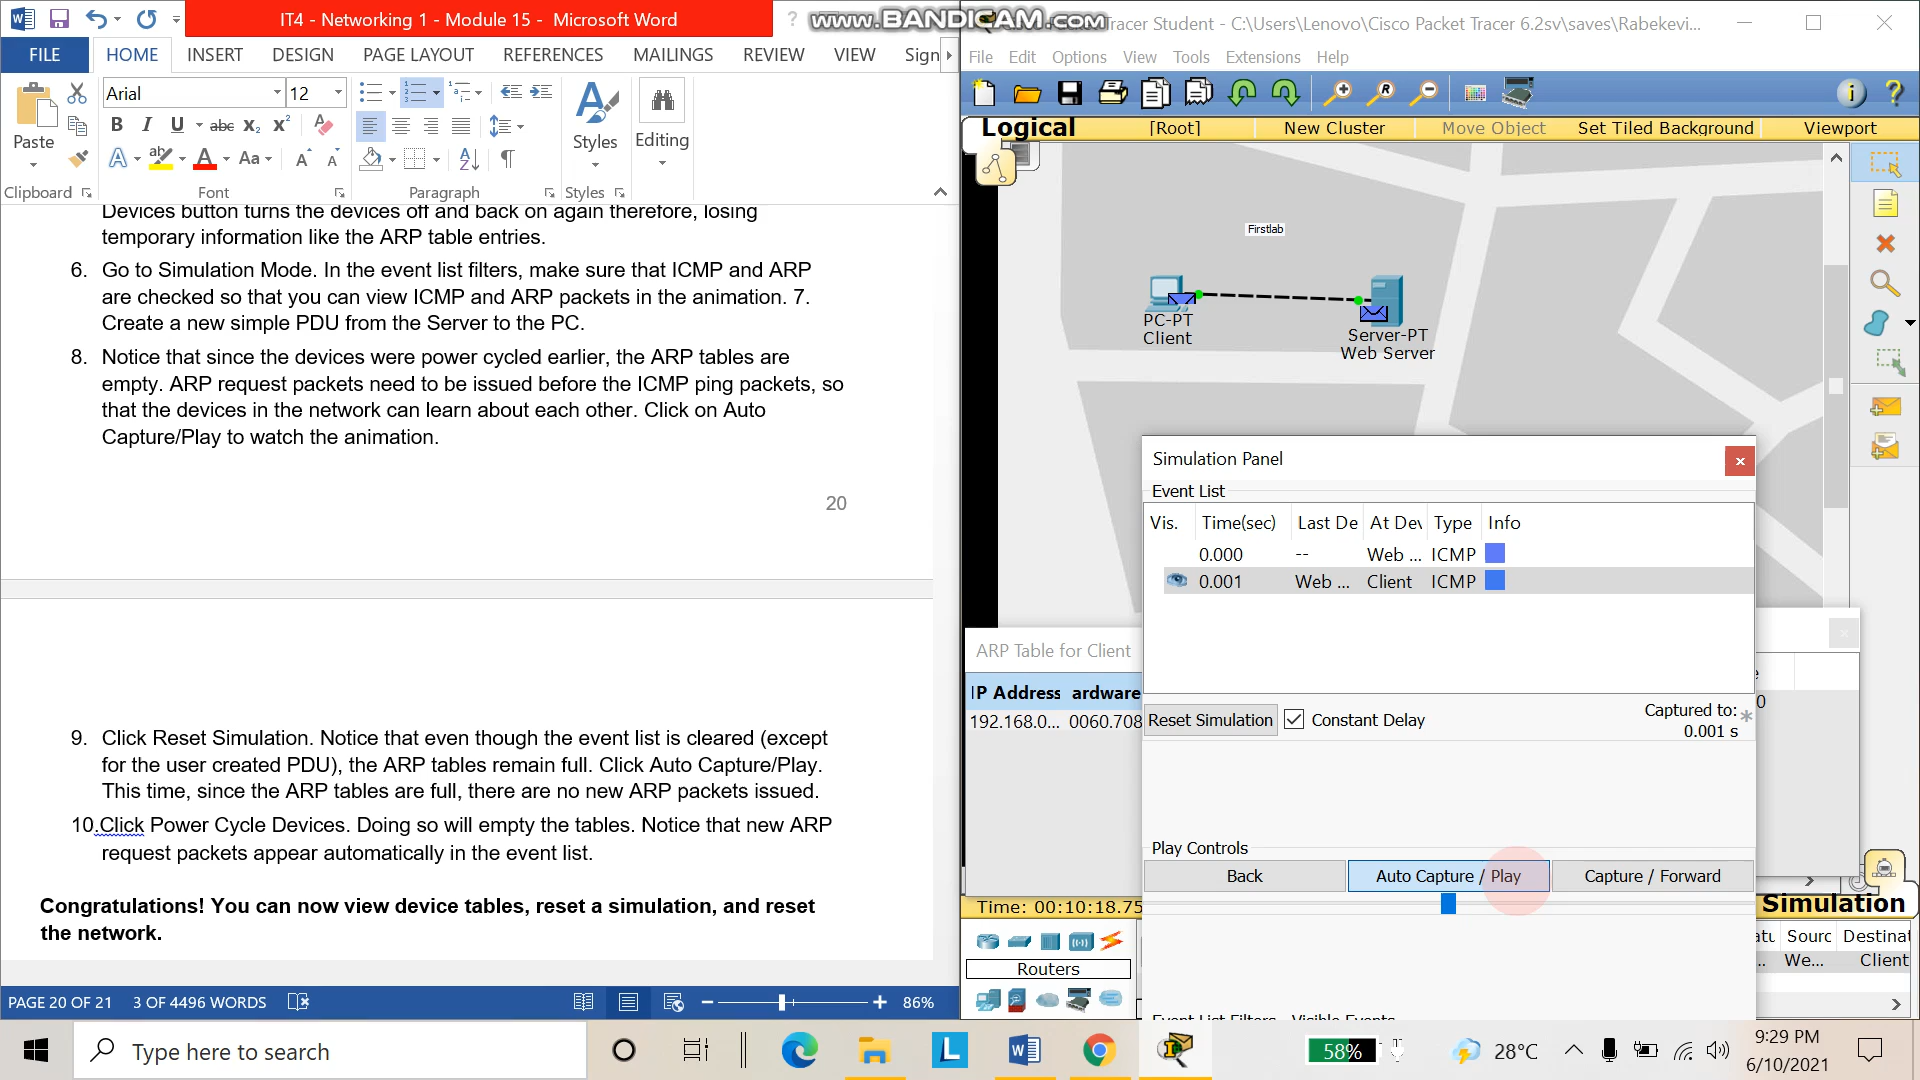 IT4 - Networking 1 - Module 15 - Microsoft Word
www.BANDICAM.com
Tracer Student - C:\Users\Lenovo\Cisco Packet Tracer 6.2sv\saves\Rabekevi...
FILE HOME INSERT DESIGN PAGE LAYOUT REFERENCES MAILINGS REVIEW VIEW Sign
File Edit Options View Tools Extensions Help
Arial 12
Paste
Styles
Editing
Clipboard Font Paragraph Styles
Logical [Root] New Cluster Move Object Set Tiled Background Viewport
Devices button turns the devices off and back on again therefore, losing
temporary information like the ARP table entries.
6. Go to Simulation Mode. In the event list filters, make sure that ICMP and ARP
are checked so that you can view ICMP and ARP packets in the animation. 7.
Create a new simple PDU from the Server to the PC.
8. Notice that since the devices were power cycled earlier, the ARP tables are
empty. ARP request packets need to be issued before the ICMP ping packets, so
that the devices in the network can learn about each other. Click on Auto
Capture/Play to watch the animation.
20
9. Click Reset Simulation. Notice that even though the event list is cleared (except
for the user created PDU), the ARP tables remain full. Click Auto Capture/Play.
This time, since the ARP tables are full, there are no new ARP packets issued.
10.Click Power Cycle Devices. Doing so will empty the tables. Notice that new ARP
request packets appear automatically in the event list.
Congratulations! You can now view device tables, reset a simulation, and reset
the network.
PAGE 20 OF 21 3 OF 4496 WORDS 86%
Firstlab
PC-PT
Client
Server-PT
Web Server
Simulation Panel
Event List
Vis. Time(sec) Last De At Dev Type Info
0.000 -- Web ... ICMP
0.001 Web ... Client ICMP
Reset Simulation Constant Delay
Captured to:
0.001 s
Play Controls
Back Auto Capture / Play Capture / Forward
Event List Filters - Visible Events
ARP Table for Client
IP Address ardware
192.168.0... 0060.708
Time: 00:10:18.75
Simulation
Routers
Sourc Destinat
We... Client
Type here to search
58%
28°C
9:29 PM
6/10/2021